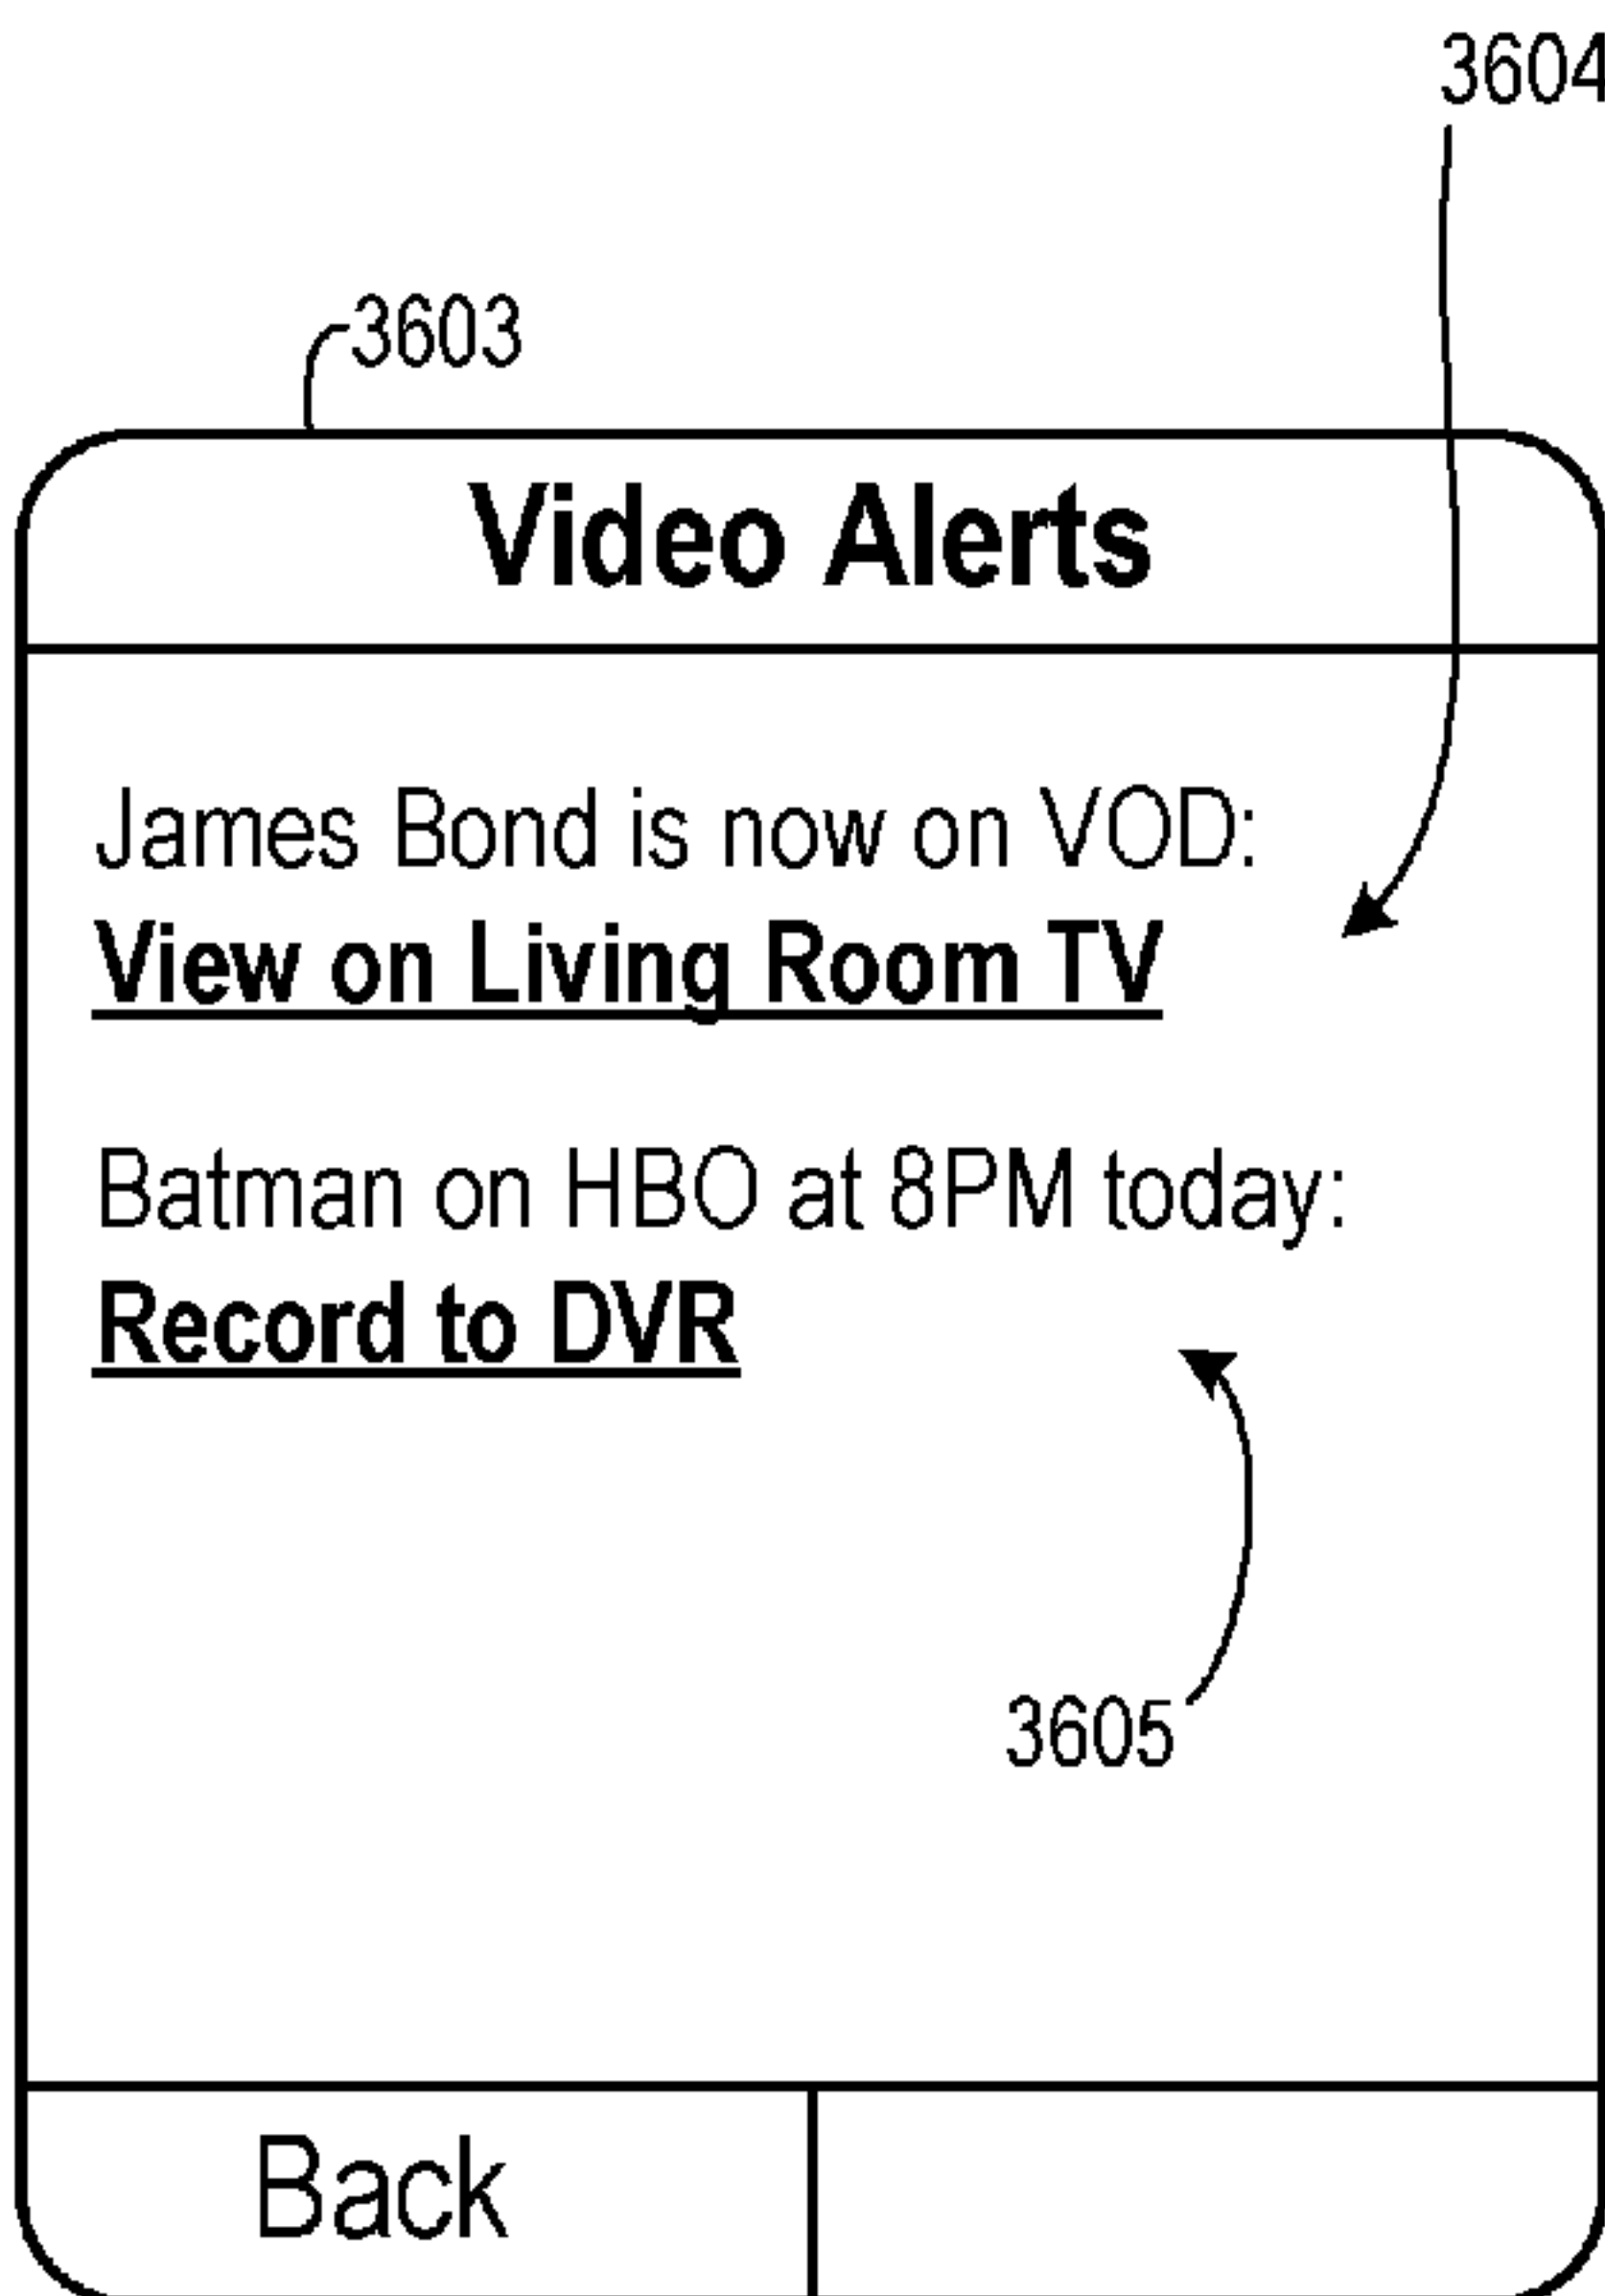 3604
3603
Video Alerts
James Bond is now on VOD:
View on Living Room TV
Batman on HBO at 8PM today:
Record to DVR
3605
Back